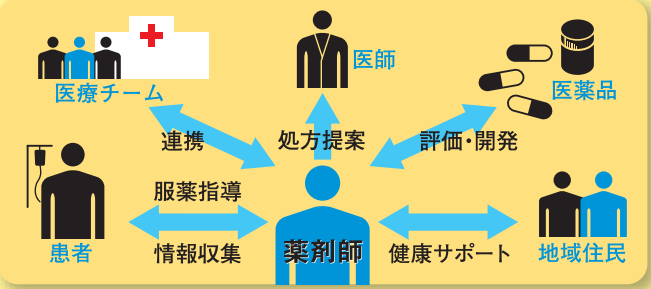 医師
医療チーム
医薬品
連携
処方提案
評価・開発
服薬指導
患者
情報収集
薬剤師
健康サポート
地域住民